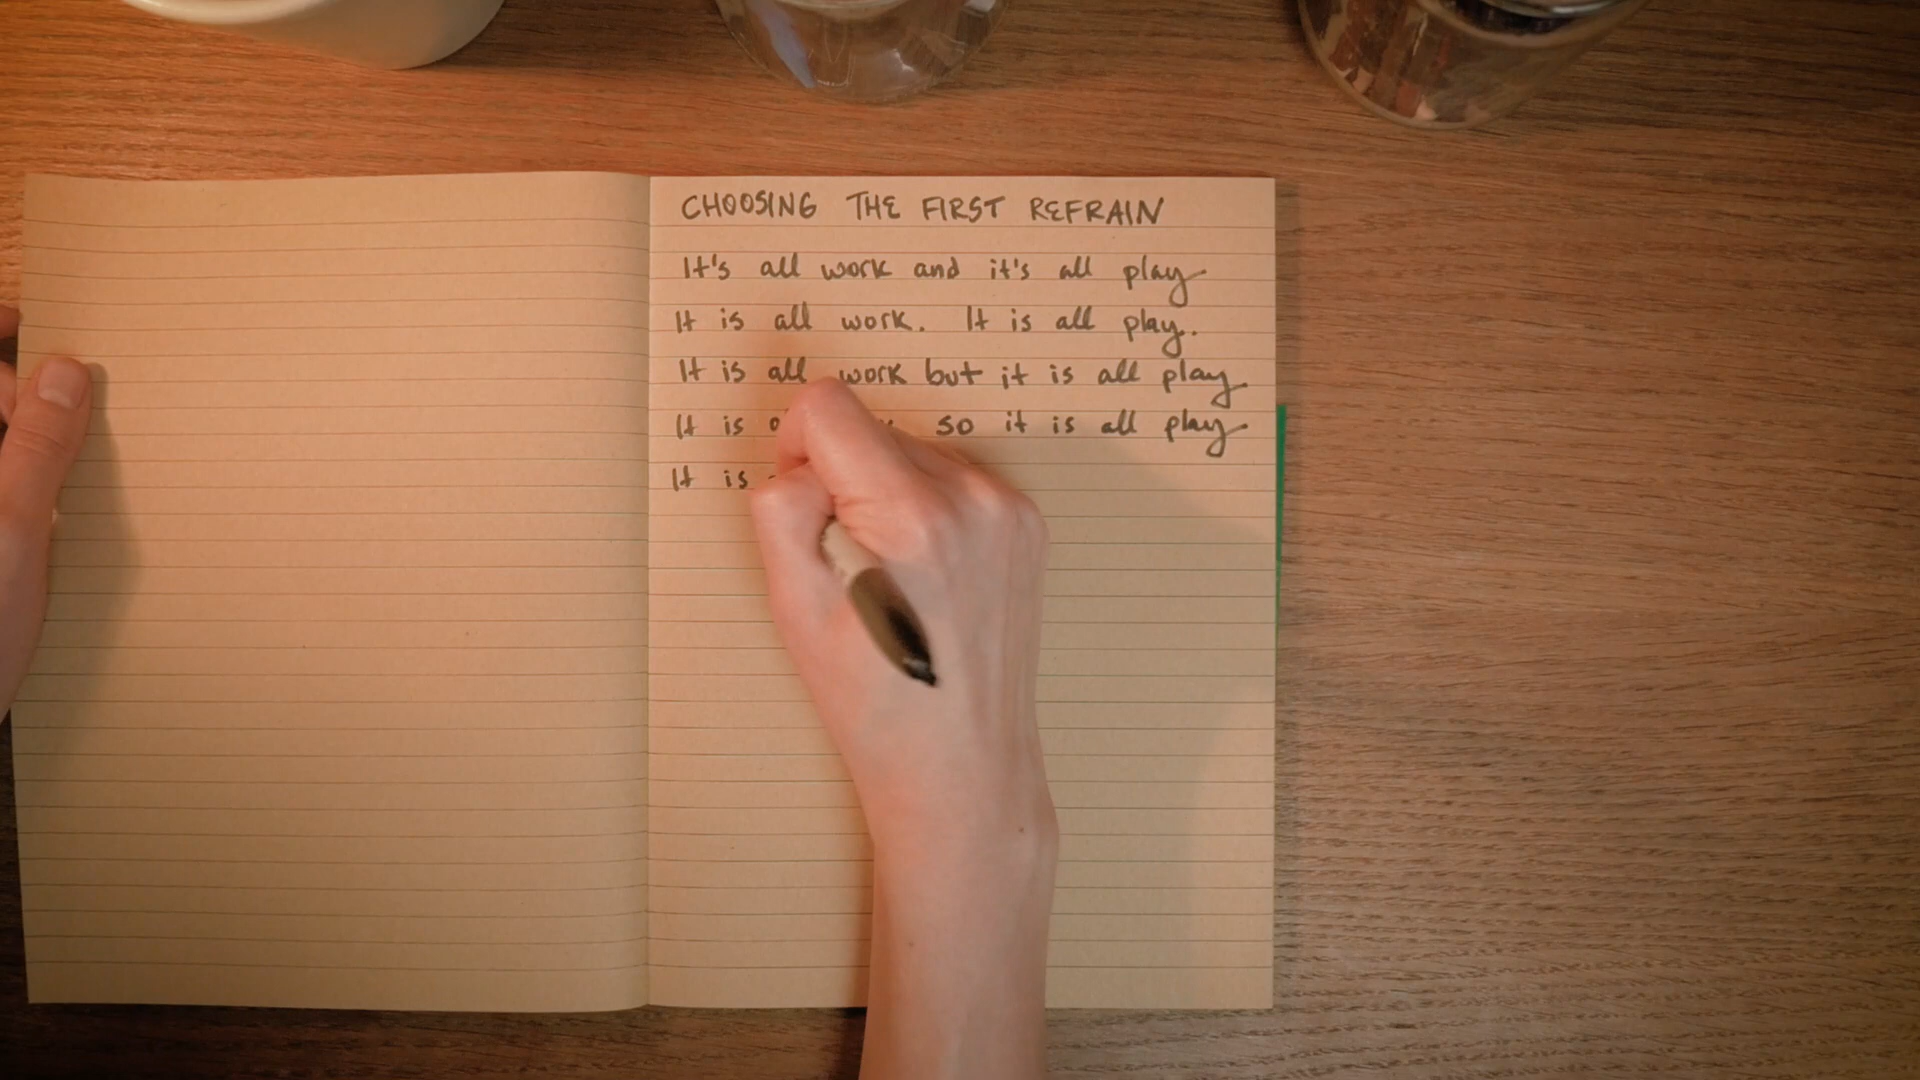 CHOOSING THE FIRST REFRAIN
It's all work and it's all play
It is all work. It is all play.
It is all work but it is all play
It is so it is all play
It is